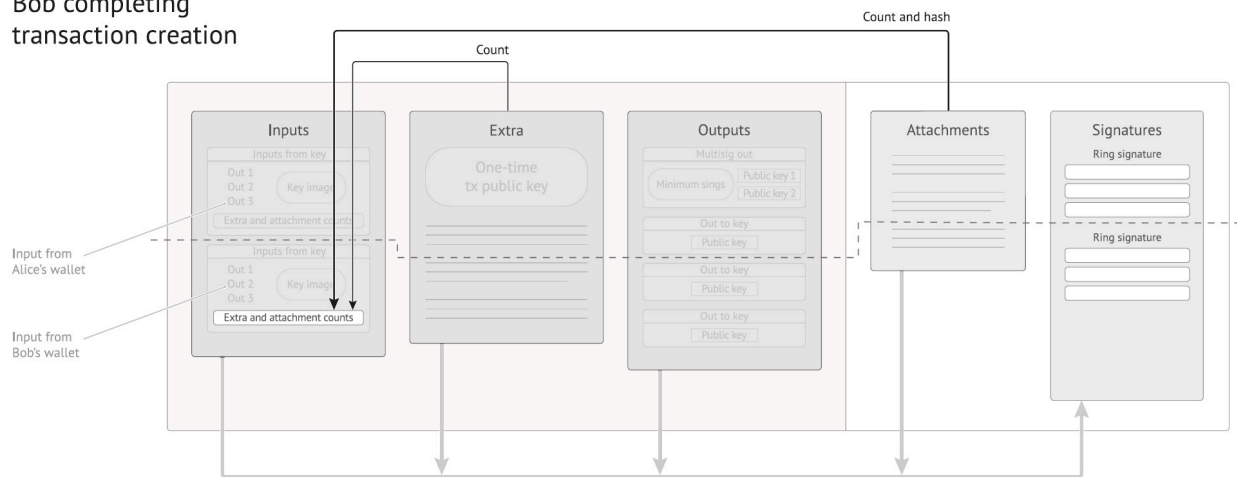 Bob completing
transaction creation
Count and hash
Count
Inputs
Inputs from key
Out 1
Out 2
Out 3
Key image
Extra and attachment counts
Inputs from key
Out 1
Out 2
Out 3
Key image
Extra and attachment counts
Input from
Alice's wallet
Input from
Bob's wallet
Extra
One-time
tx public key
Outputs
Multisig out
Minimum sings
Public key 1
Public key 2
Out to key
Public key
Out to key
Public key
Out to key
Public key
Attachments
Signatures
Ring signature
Ring signature